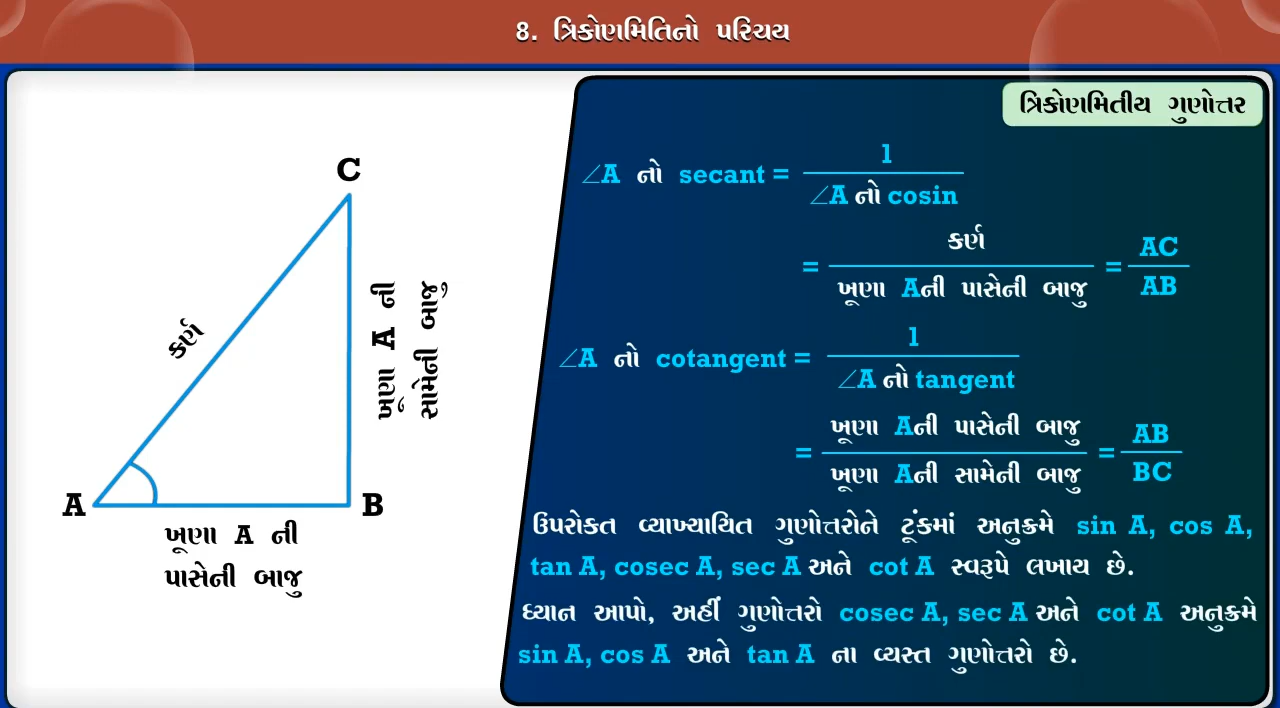 8. ત્રિકોણમિતિનો પરિચય
ત્રિકોણમિતીય ગુણોત્તર
C
કર્ણ
ખૂણા A ની
સામેની બાજુ
A
B
ખૂણા A ની
પાસેની બાજુ
∠A નો secant = 1 / ∠A નો cosin
= કર્ણ / ખૂણા Aની પાસેની બાજુ = AC / AB
∠A નો cotangent = 1 / ∠A નો tangent
= ખૂણા Aની પાસેની બાજુ / ખૂણા Aની સામેની બાજુ = AB / BC
ઉપરોક્ત વ્યાખ્યાયિત ગુણોત્તરોને ટૂંકમાં અનુક્રમે sin A, cos A,
tan A, cosec A, sec A અને cot A સ્વરૂપે લખાય છે.
ધ્યાન આપો, અહીં ગુણોત્તરો cosec A, sec A અને cot A અનુક્રમે
sin A, cos A અને tan A ના વ્યસ્ત ગુણોત્તરો છે.